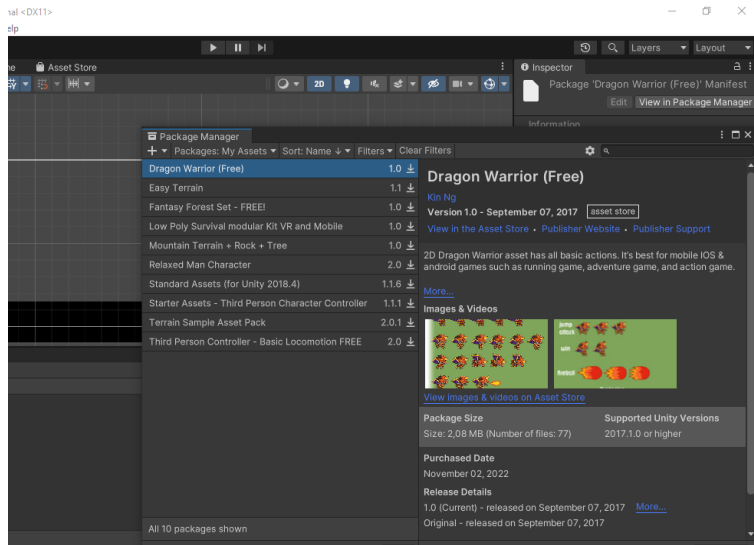 nal <DX11>
elp
Layers
Layout
ne
Asset Store
Inspector
2D
Package 'Dragon Warrior (Free)' Manifest
Edit
View in Package Manager
Information
Package Manager
Packages: My Assets
Sort: Name ↓
Filters
Clear Filters
Dragon Warrior (Free) 1.0
Easy Terrain 1.1
Fantasy Forest Set - FREE! 1.0
Low Poly Survival modular Kit VR and Mobile 1.0
Mountain Terrain + Rock + Tree 1.0
Relaxed Man Character 2.0
Standard Assets (for Unity 2018.4) 1.1.6
Starter Assets - Third Person Character Controller 1.1.1
Terrain Sample Asset Pack 2.0.1
Third Person Controller - Basic Locomotion FREE 2.0
All 10 packages shown
Dragon Warrior (Free)
Kin Ng
Version 1.0 - September 07, 2017 asset store
View in the Asset Store • Publisher Website • Publisher Support
2D Dragon Warrior asset has all basic actions. It's best for mobile IOS &
android games such as running game, adventure game, and action game.
More...
Images & Videos
jump
attack
win
fireball
View images & videos on Asset Store
Package Size
Size: 2,08 MB (Number of files: 77)
Supported Unity Versions
2017.1.0 or higher
Purchased Date
November 02, 2022
Release Details
1.0 (Current) - released on September 07, 2017 More...
Original - released on September 07, 2017